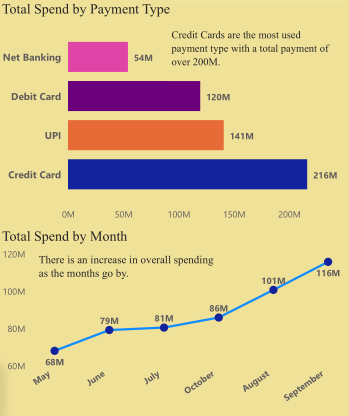 Total Spend by Payment Type
Credit Cards are the most used
payment type with a total payment of
over 200M.
Net Banking 54M
Debit Card 120M
UPI 141M
Credit Card 216M
0M 50M 100M 150M 200M
Total Spend by Month
There is an increase in overall spending
as the months go by.
120M
100M
80M
60M
68M 79M 81M 86M 101M 116M
May June July October August September